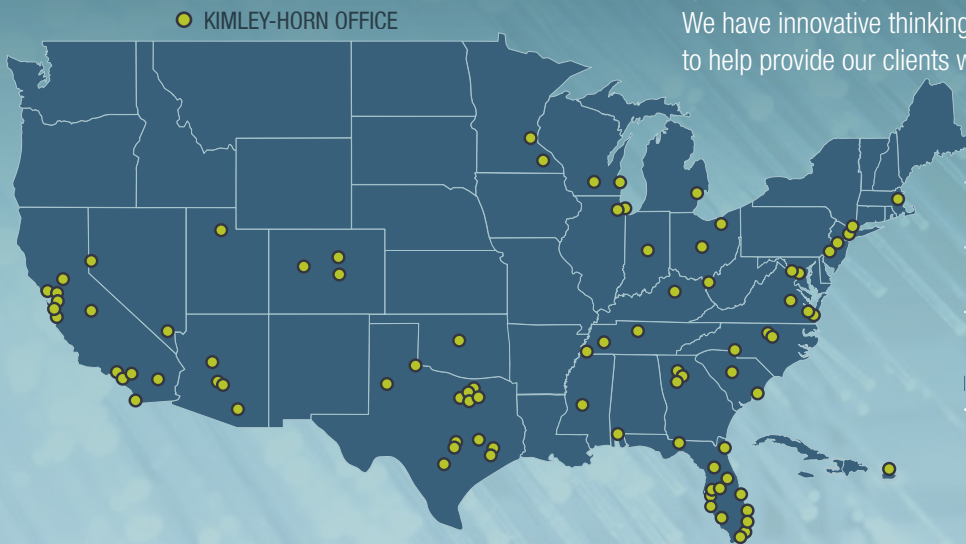 KIMLEY-HORN OFFICE
We have innovative thinking
to help provide our clients